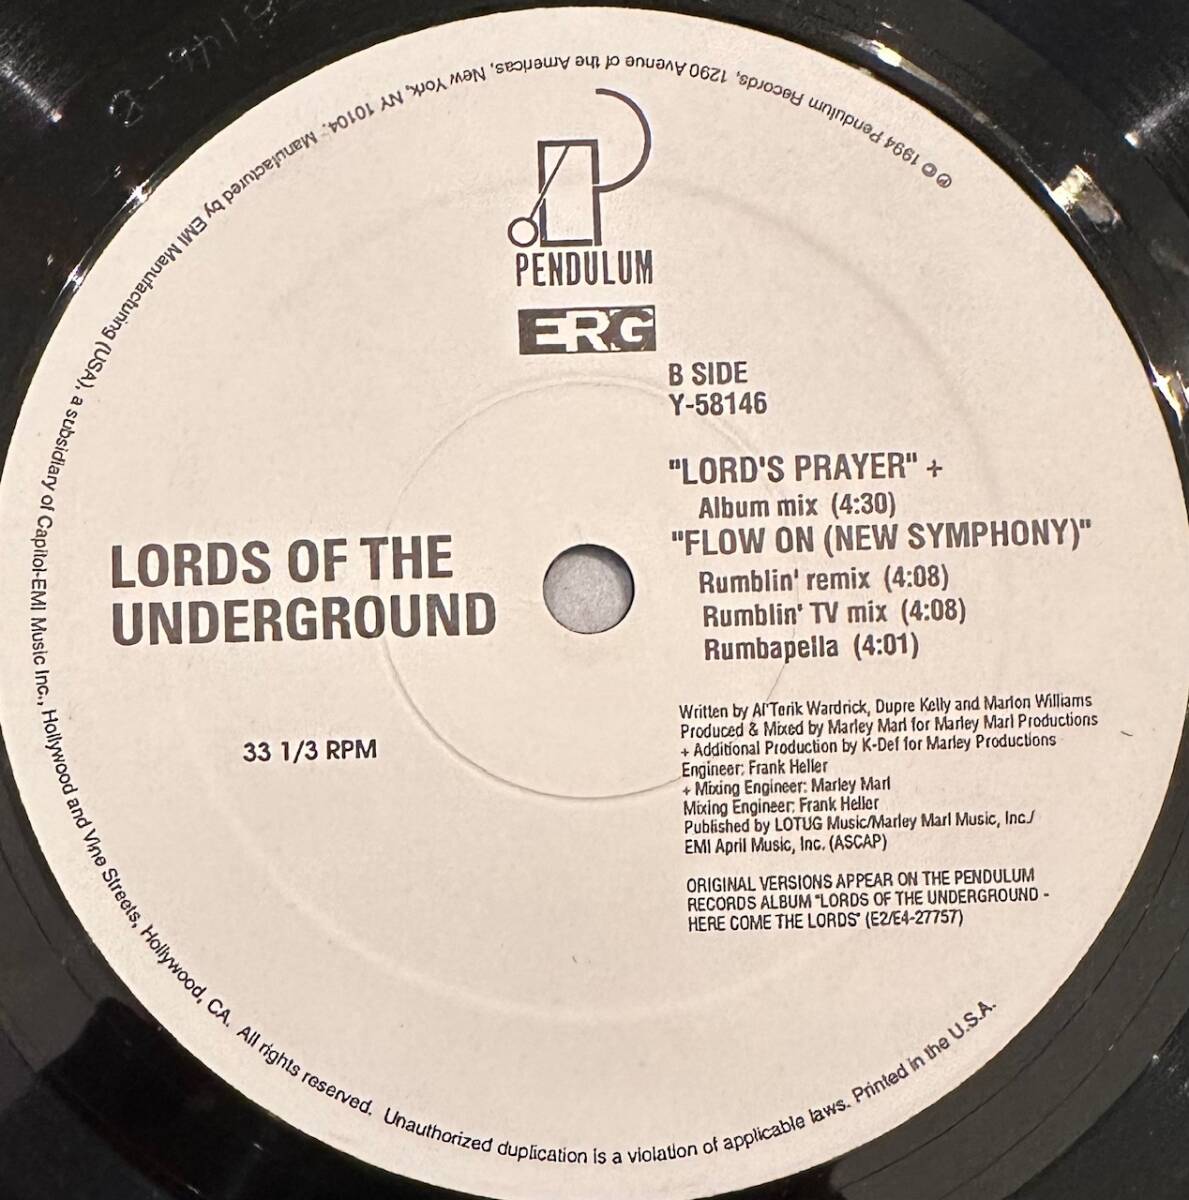 PENDULUM
ERG
B SIDE
Y-58146
"LORD'S PRAYER" +
Album mix (4:30)
"FLOW ON (NEW SYMPHONY)"
Rumblin' remix (4:08)
Rumblin' TV mix (4:08)
Rumbapella (4:01)
LORDS OF THE
UNDERGROUND
33 1/3 RPM
Written by Al'Terik Wardrick, Dupre Kelly and Marlon Williams
Produced & Mixed by Marley Marl for Marley Marl Productions
+ Additional Production by K-Def for Marley Productions
Engineer: Frank Heller
+ Mixing Engineer: Marley Marl
Mixing Engineer: Frank Heller
Published by LOTUG Music/Marley Marl Music, Inc./
EMI April Music, Inc. (ASCAP)
ORIGINAL VERSIONS APPEAR ON THE PENDULUM
RECORDS ALBUM "LORDS OF THE UNDERGROUND -
HERE COME THE LORDS" (E2/E4-27757)
℗ © 1994 Pendulum Records, 1290 Avenue of the Americas, New York, NY 10104. Manufactured by EMI Manufacturing (USA), a subsidiary of Capitol-EMI Music Inc., Hollywood and Vine Streets, Hollywood, CA. All rights reserved. Unauthorized duplication is a violation of applicable laws. Printed in the U.S.A.